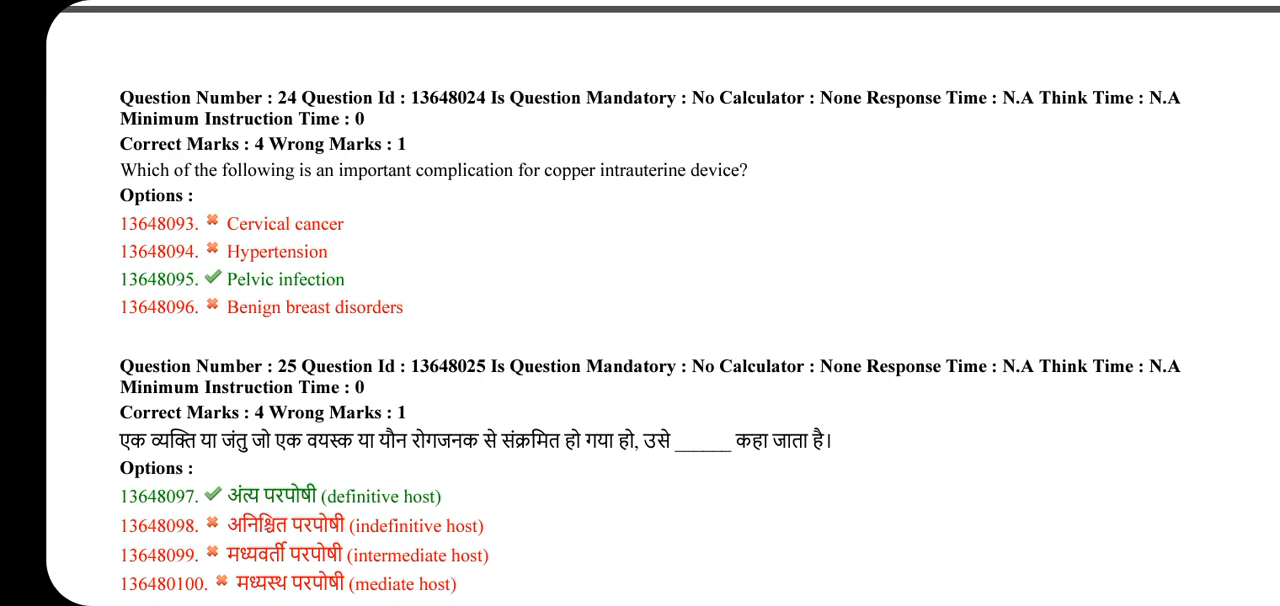 Question Number : 24 Question Id : 13648024 Is Question Mandatory : No Calculator : None Response Time : N.A Think Time : N.A
Minimum Instruction Time : 0
Correct Marks : 4 Wrong Marks : 1
Which of the following is an important complication for copper intrauterine device?
Options :
13648093. ✖ Cervical cancer
13648094. ✖ Hypertension
13648095. ✔ Pelvic infection
13648096. ✖ Benign breast disorders
Question Number : 25 Question Id : 13648025 Is Question Mandatory : No Calculator : None Response Time : N.A Think Time : N.A
Minimum Instruction Time : 0
Correct Marks : 4 Wrong Marks : 1
एक व्यक्ति या जंतु जो एक वयस्क या यौन रोगजनक से संक्रमित हो गया हो, उसे ______ कहा जाता है।
Options :
13648097. ✔ अंत्य परपोषी (definitive host)
13648098. ✖ अनिश्चित परपोषी (indefinitive host)
13648099. ✖ मध्यवर्ती परपोषी (intermediate host)
136480100. ✖ मध्यस्थ परपोषी (mediate host)